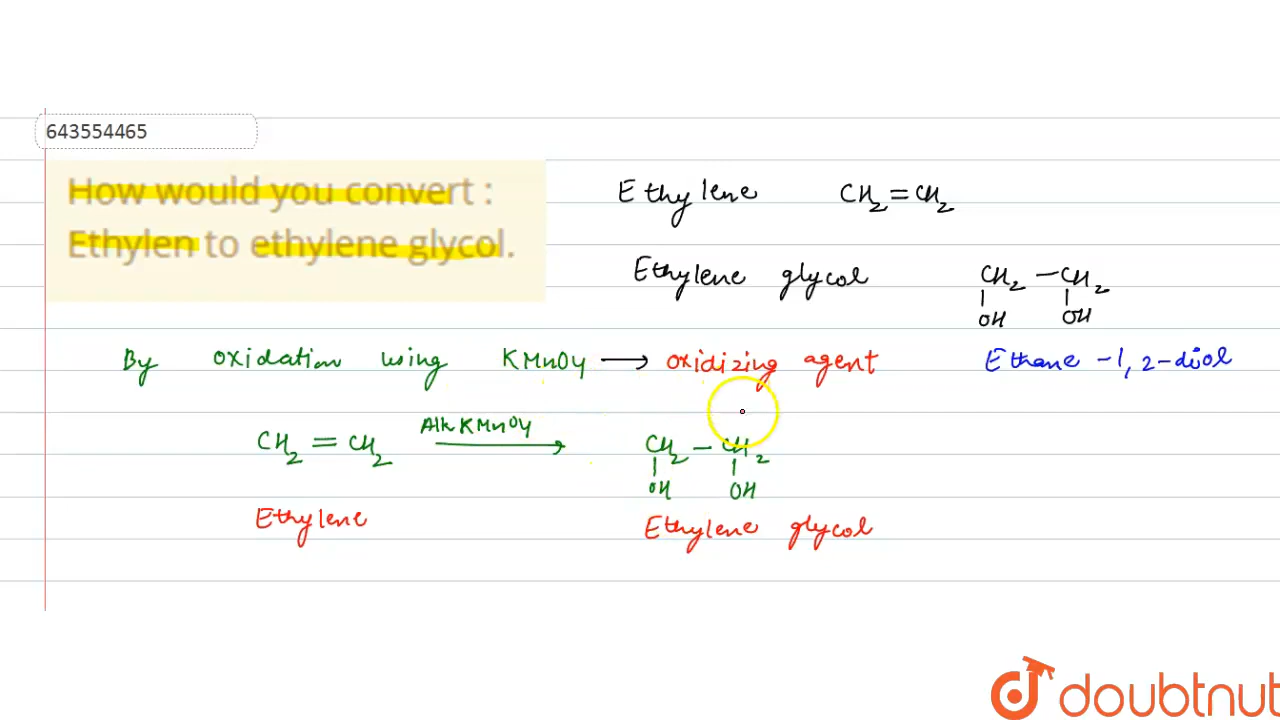 643554465
How would you convert :
Ethylen to ethylene glycol.
Ethylene CH2=CH2
Ethylene glycol CH2-CH2
OH OH
By oxidation using KMnO4 → oxidizing agent Ethane-1,2-diol
Alk KMnO4
CH2=CH2 → CH2-CH2
OH OH
Ethylene Ethylene glycol
doubtnut